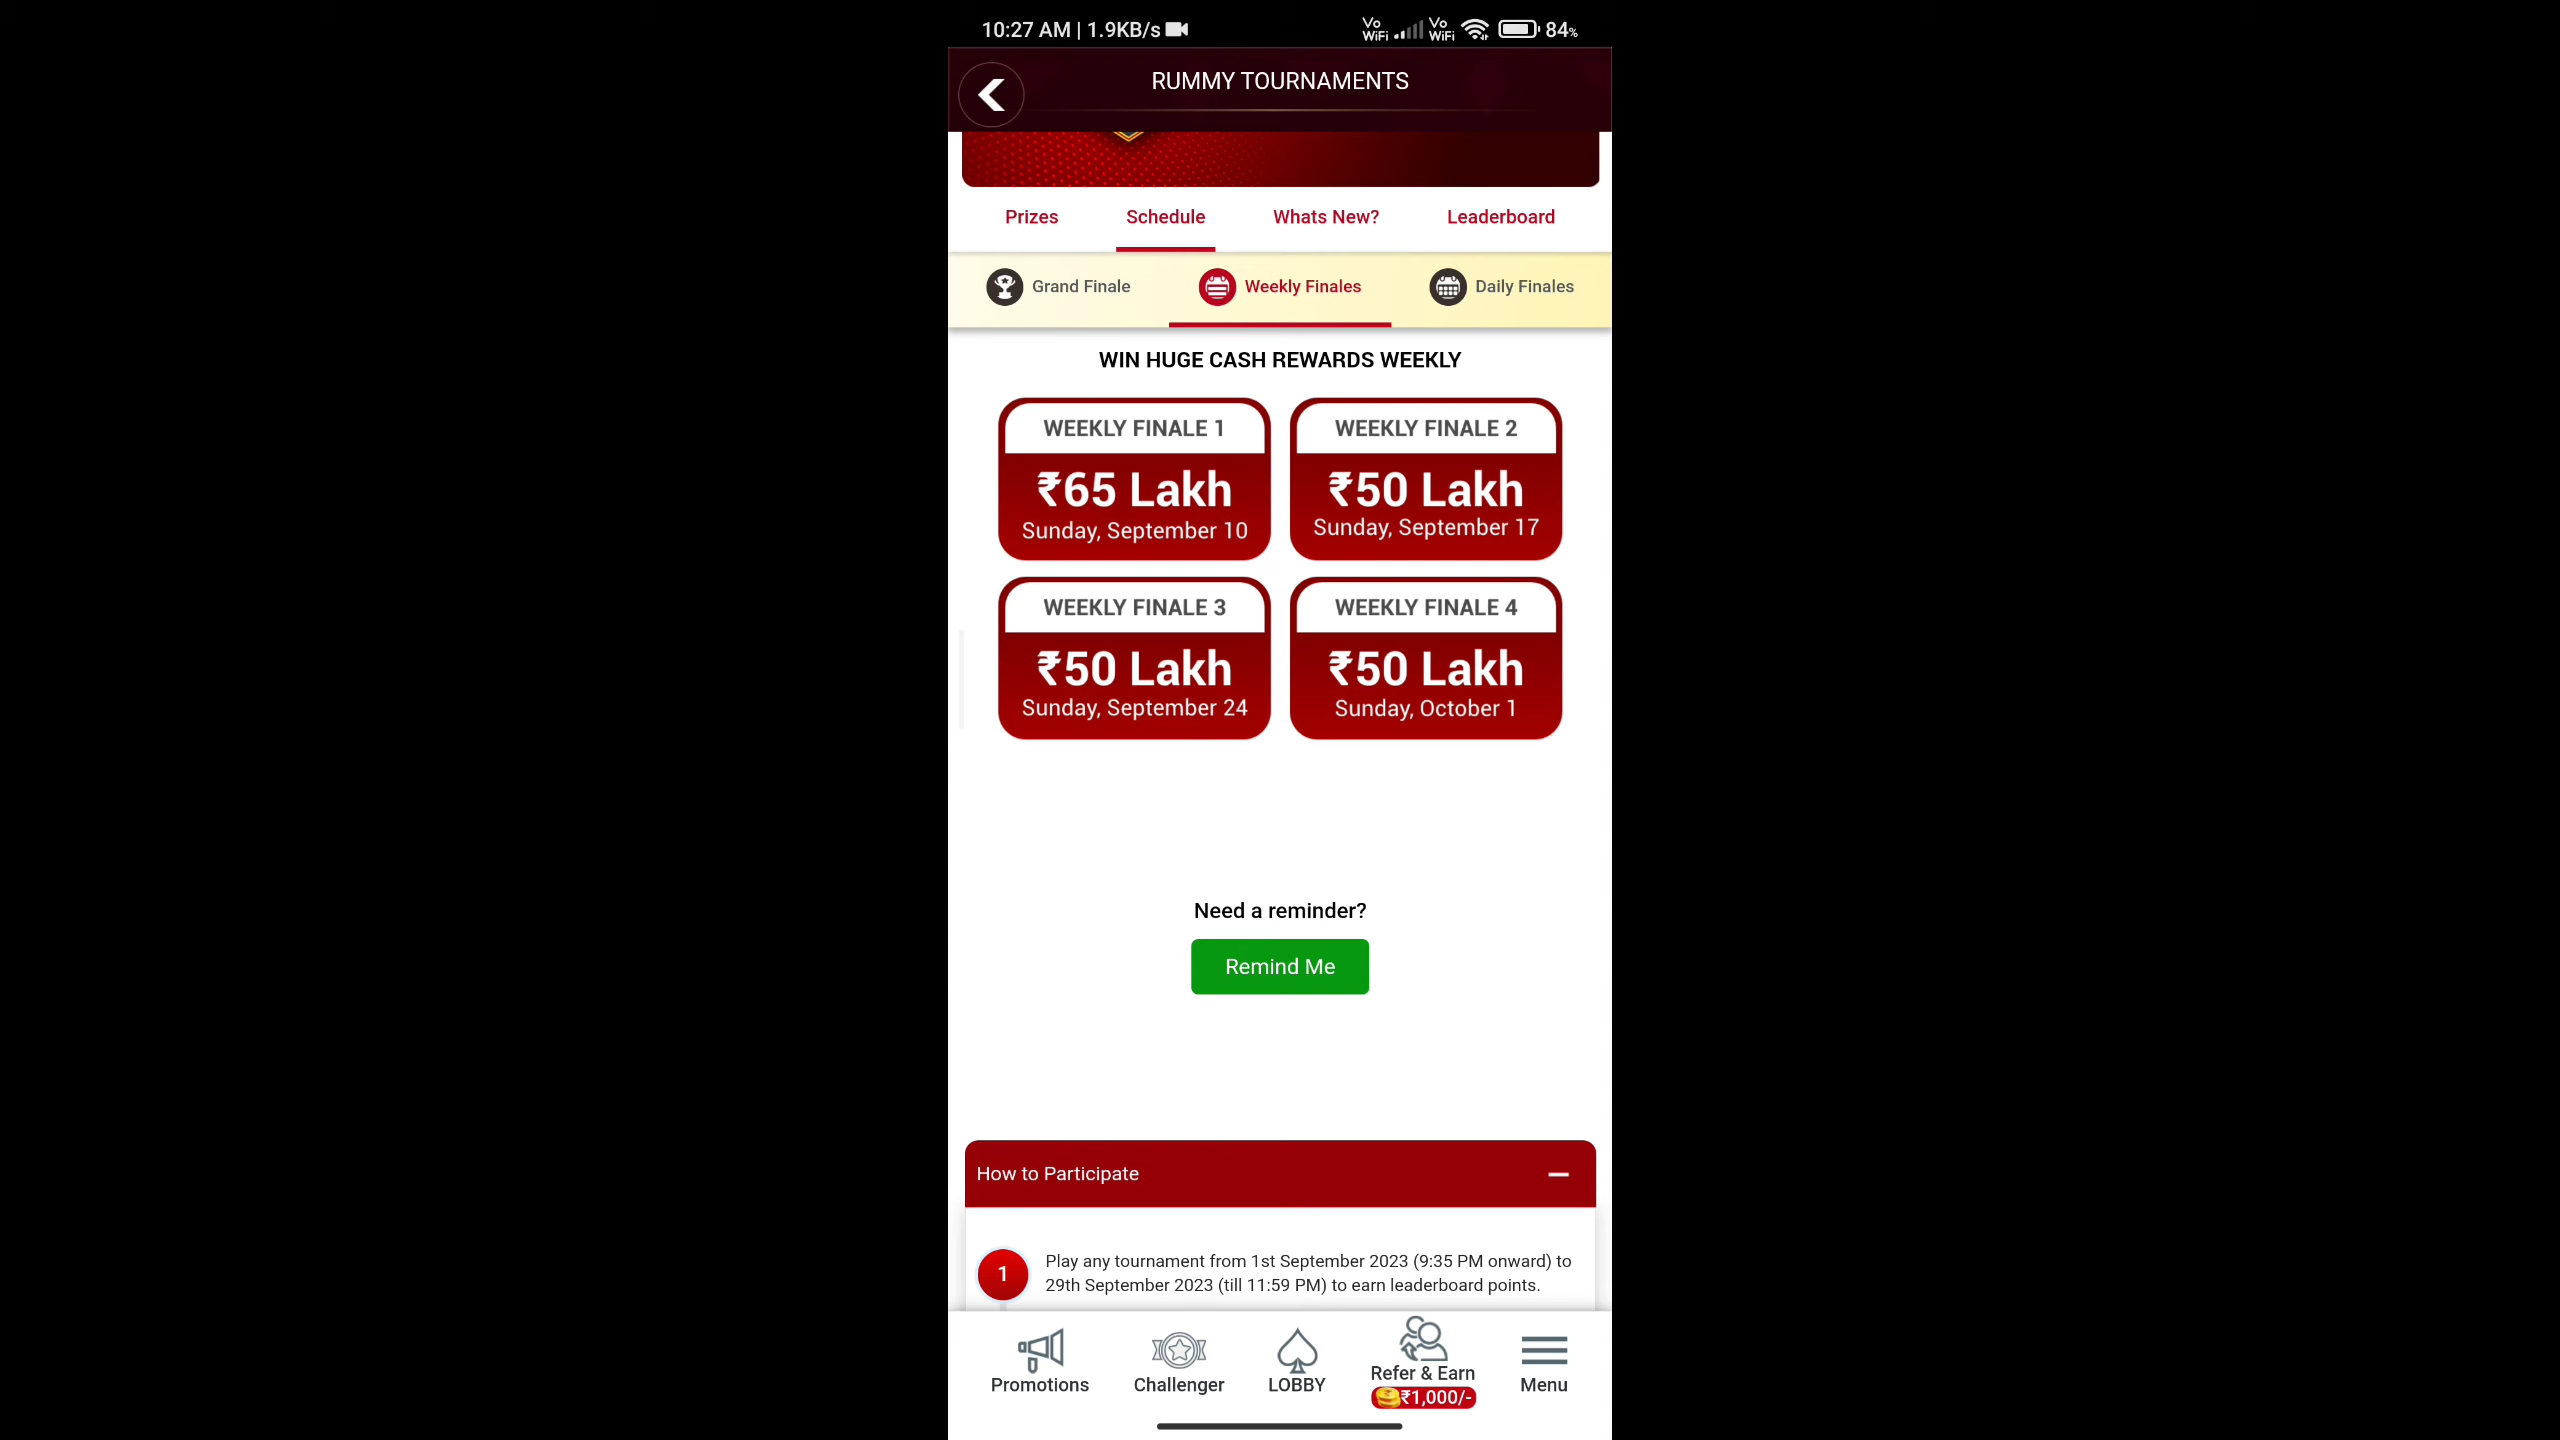 10:27 AM | 1.9KB/s
Vo WiFi Vo WiFi 84%
RUMMY TOURNAMENTS
Prizes Schedule Whats New? Leaderboard
Grand Finale Weekly Finales Daily Finales
WIN HUGE CASH REWARDS WEEKLY
WEEKLY FINALE 1
₹65 Lakh
Sunday, September 10
WEEKLY FINALE 2
₹50 Lakh
Sunday, September 17
WEEKLY FINALE 3
₹50 Lakh
Sunday, September 24
WEEKLY FINALE 4
₹50 Lakh
Sunday, October 1
Need a reminder?
Remind Me
How to Participate
1
Play any tournament from 1st September 2023 (9:35 PM onward) to
29th September 2023 (till 11:59 PM) to earn leaderboard points.
Promotions Challenger LOBBY Refer & Earn Menu
₹1,000/-